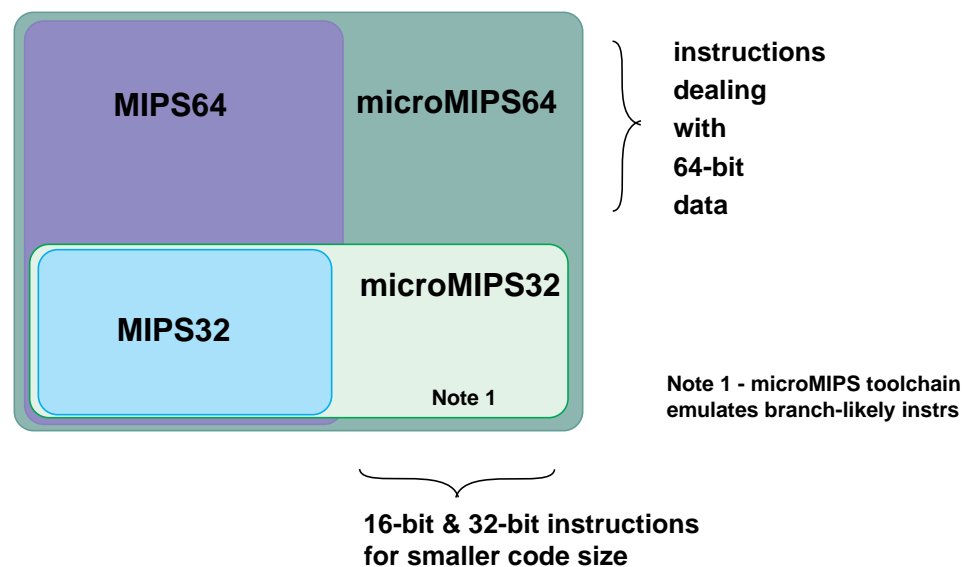 MIPS64
microMIPS64
instructions
dealing
with
64-bit
data
microMIPS32
MIPS32
Note 1
Note 1 - microMIPS toolchain
emulates branch-likely instrs
16-bit & 32-bit instructions
for smaller code size